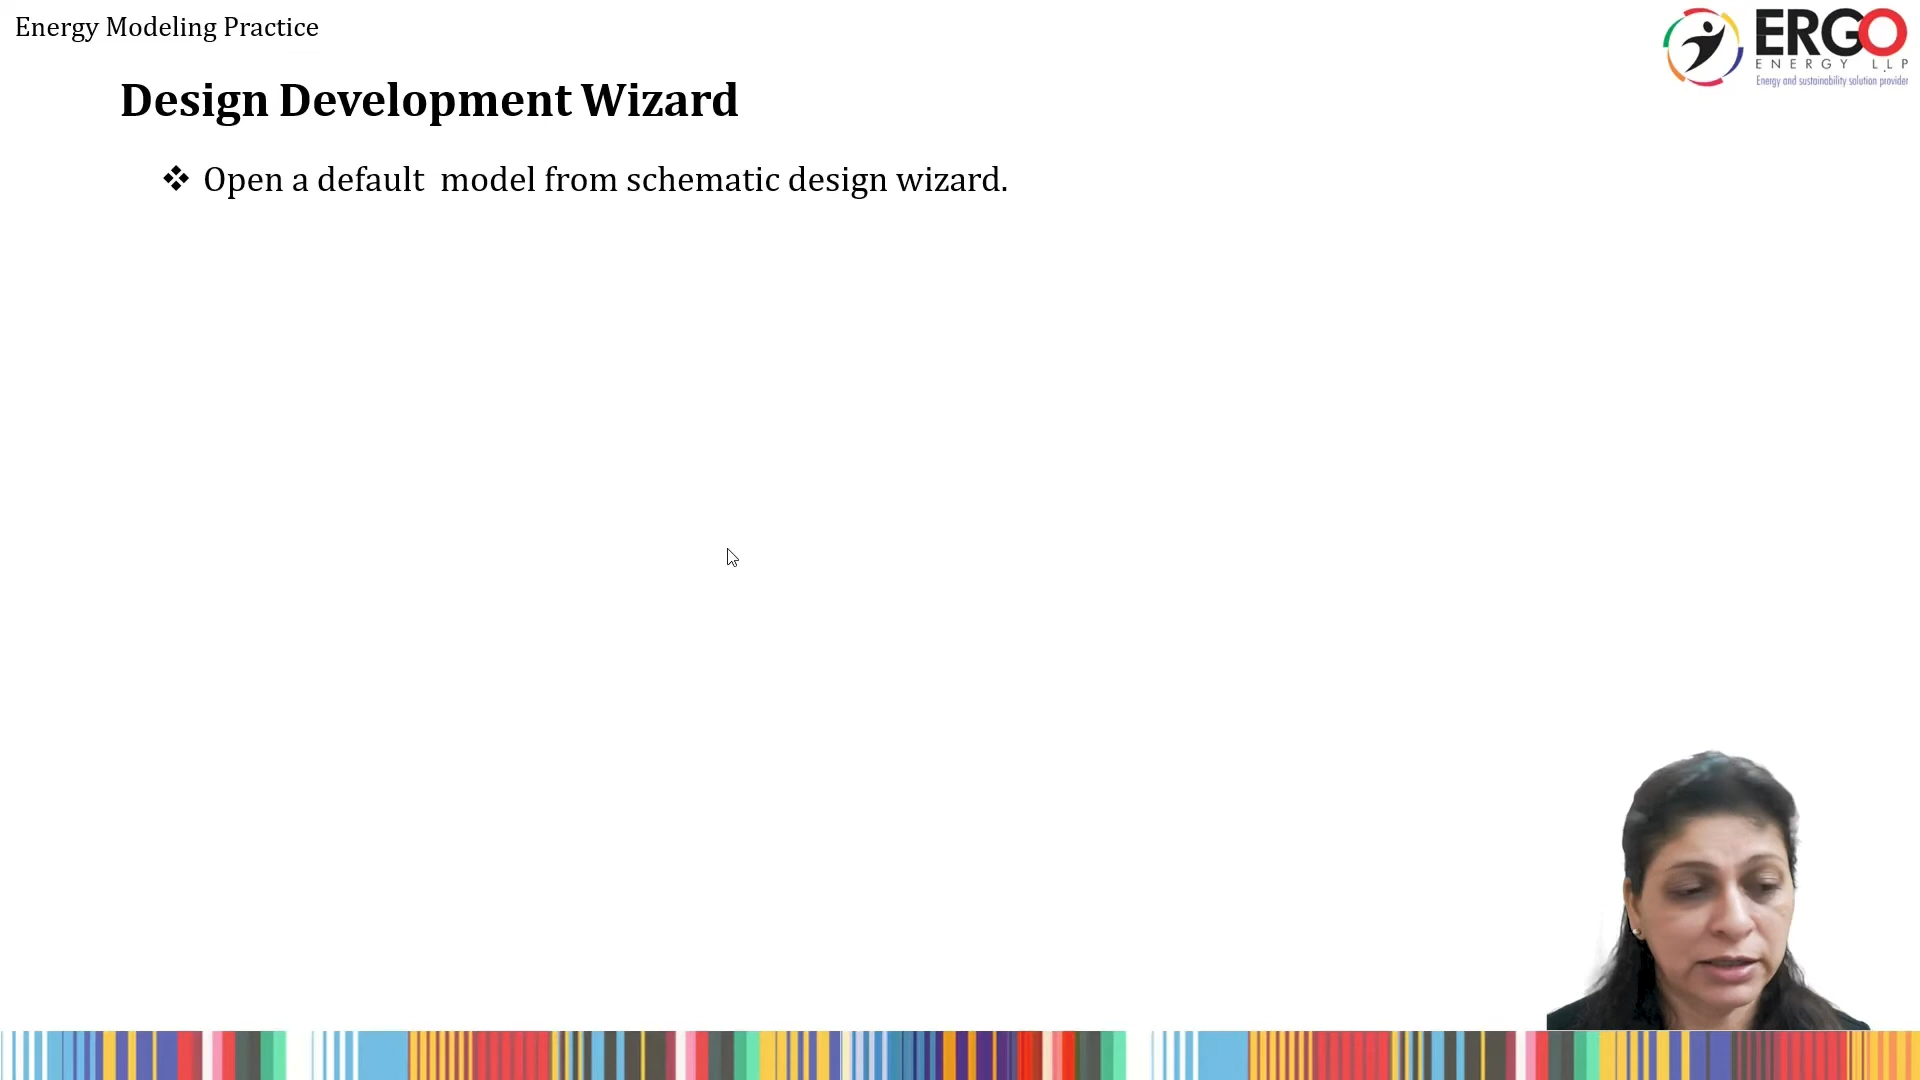 Energy Modeling Practice
ERGO
ENERGY LLP
Energy and sustainability solution provider
Design Development Wizard
❖ Open a default  model from schematic design wizard.